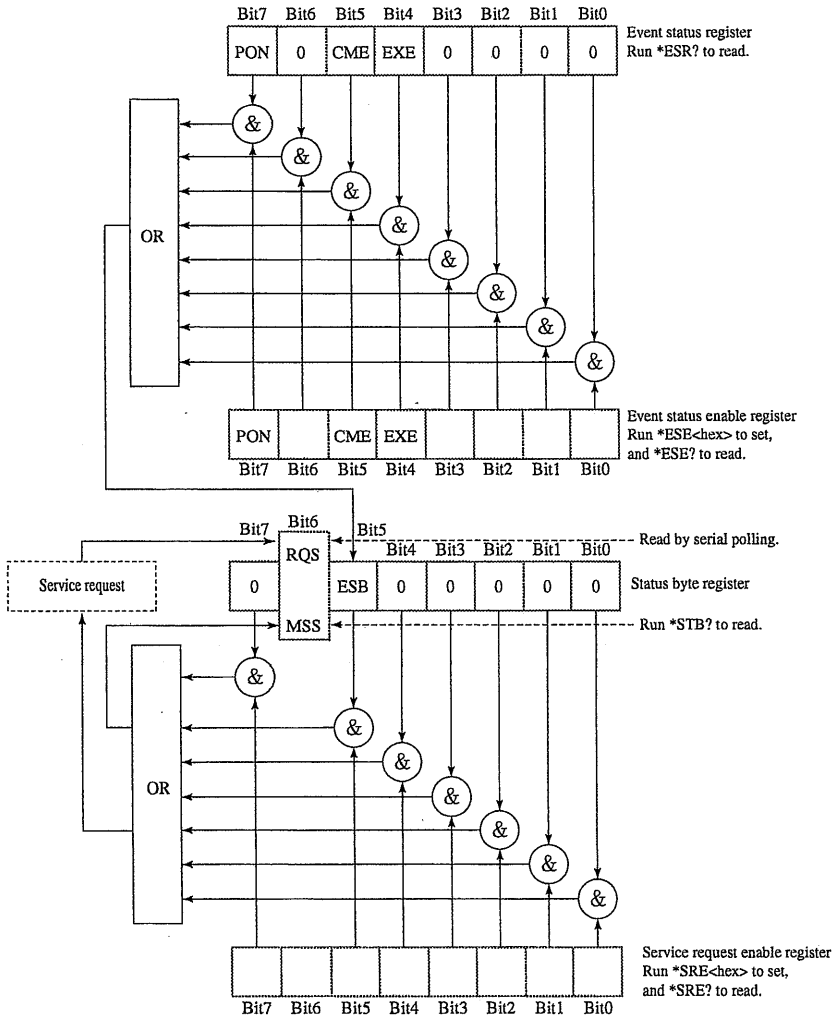 Bit7 Bit6 Bit5 Bit4 Bit3 Bit2 Bit1 Bit0
PON 0 CME EXE 0 0 0 0
Event status register
Run *ESR? to read.
&
&
&
&
&
&
&
&
OR
PON CME EXE
Bit7 Bit6 Bit5 Bit4 Bit3 Bit2 Bit1 Bit0
Event status enable register
Run *ESE<hex> to set,
and *ESE? to read.
Bit7 Bit6 Bit5 Bit4 Bit3 Bit2 Bit1 Bit0
Read by serial polling.
Service request
0 RQS ESB 0 0 0 0 0
Status byte register
MSS
Run *STB? to read.
&
&
&
&
&
&
&
OR
Service request enable register
Run *SRE<hex> to set,
and *SRE? to read.
Bit7 Bit6 Bit5 Bit4 Bit3 Bit2 Bit1 Bit0